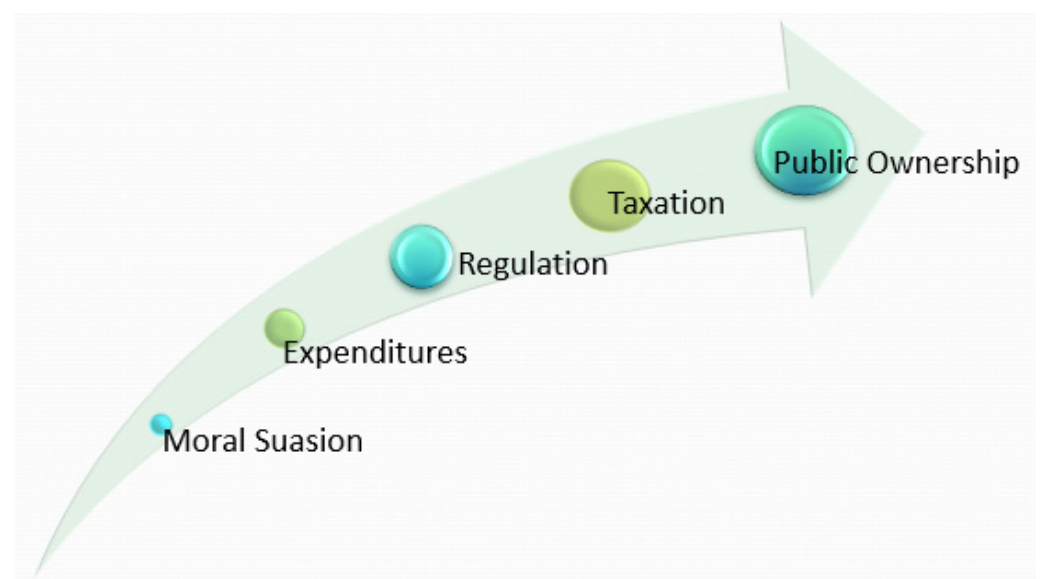 Public Ownership
Taxation
Regulation
Expenditures
Moral Suasion